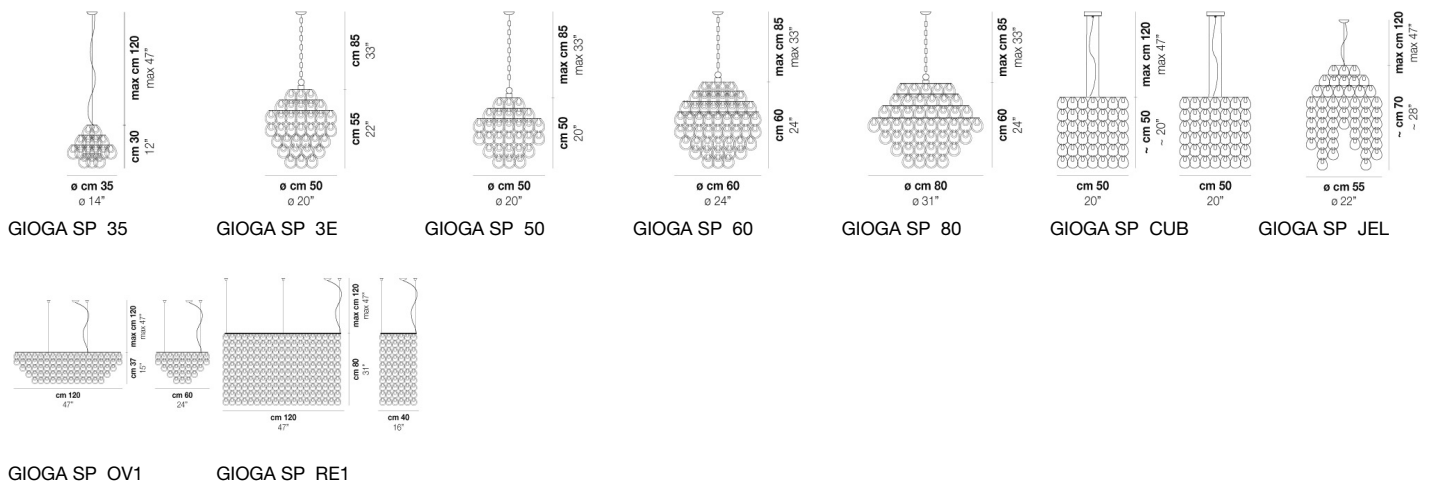 max cm 120
max 47"
cm 30
12"
ø cm 35
ø 14"
GIOGA SP 35
cm 85
33"
cm 55
22"
ø cm 50
ø 20"
GIOGA SP 3E
max cm 85
max 33"
cm 50
20"
ø cm 50
ø 20"
GIOGA SP 50
max cm 85
max 33"
cm 60
24"
ø cm 60
ø 24"
GIOGA SP 60
max cm 85
max 33"
cm 60
24"
ø cm 80
ø 31"
GIOGA SP 80
max cm 120
max 47"
~ cm 50
~ 20"
cm 50
20"
cm 50
20"
GIOGA SP CUB
max cm 120
max 47"
~ cm 70
~ 28"
ø cm 55
ø 22"
GIOGA SP JEL
max cm 120
max 47"
cm 37
15"
cm 120
47"
cm 60
24"
GIOGA SP OV1
max cm 120
max 47"
cm 80
31"
cm 120
47"
cm 40
16"
GIOGA SP RE1